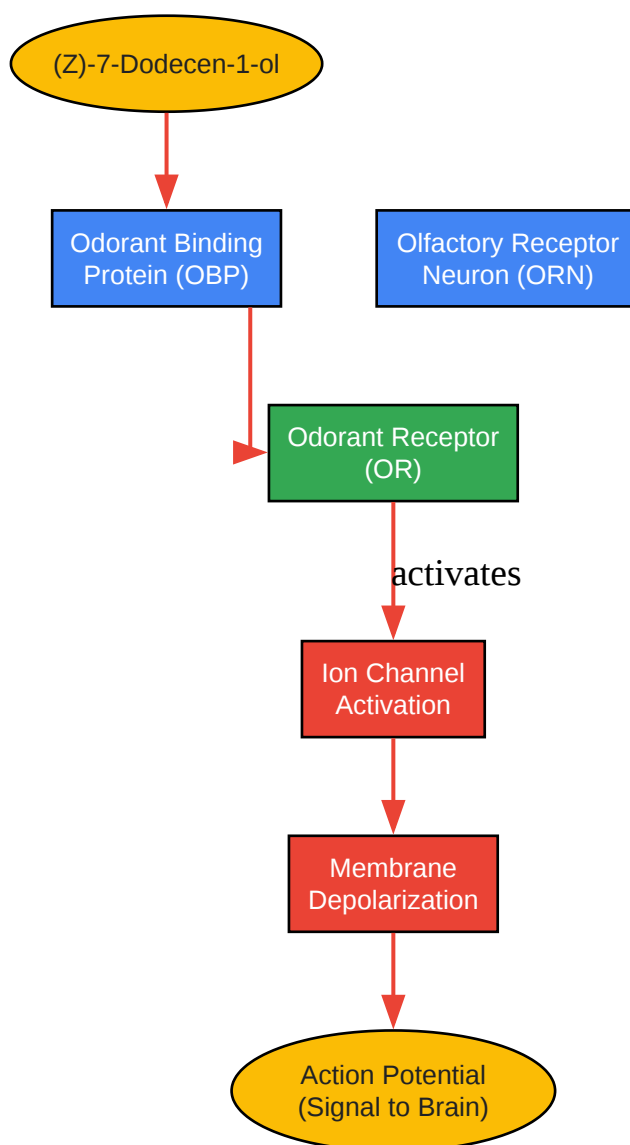 (Z)-7-Dodecen-1-ol
Odorant Binding
Protein (OBP)
Olfactory Receptor
Neuron (ORN)
Odorant Receptor
(OR)
activates
Ion Channel
Activation
Membrane
Depolarization
Action Potential
(Signal to Brain)